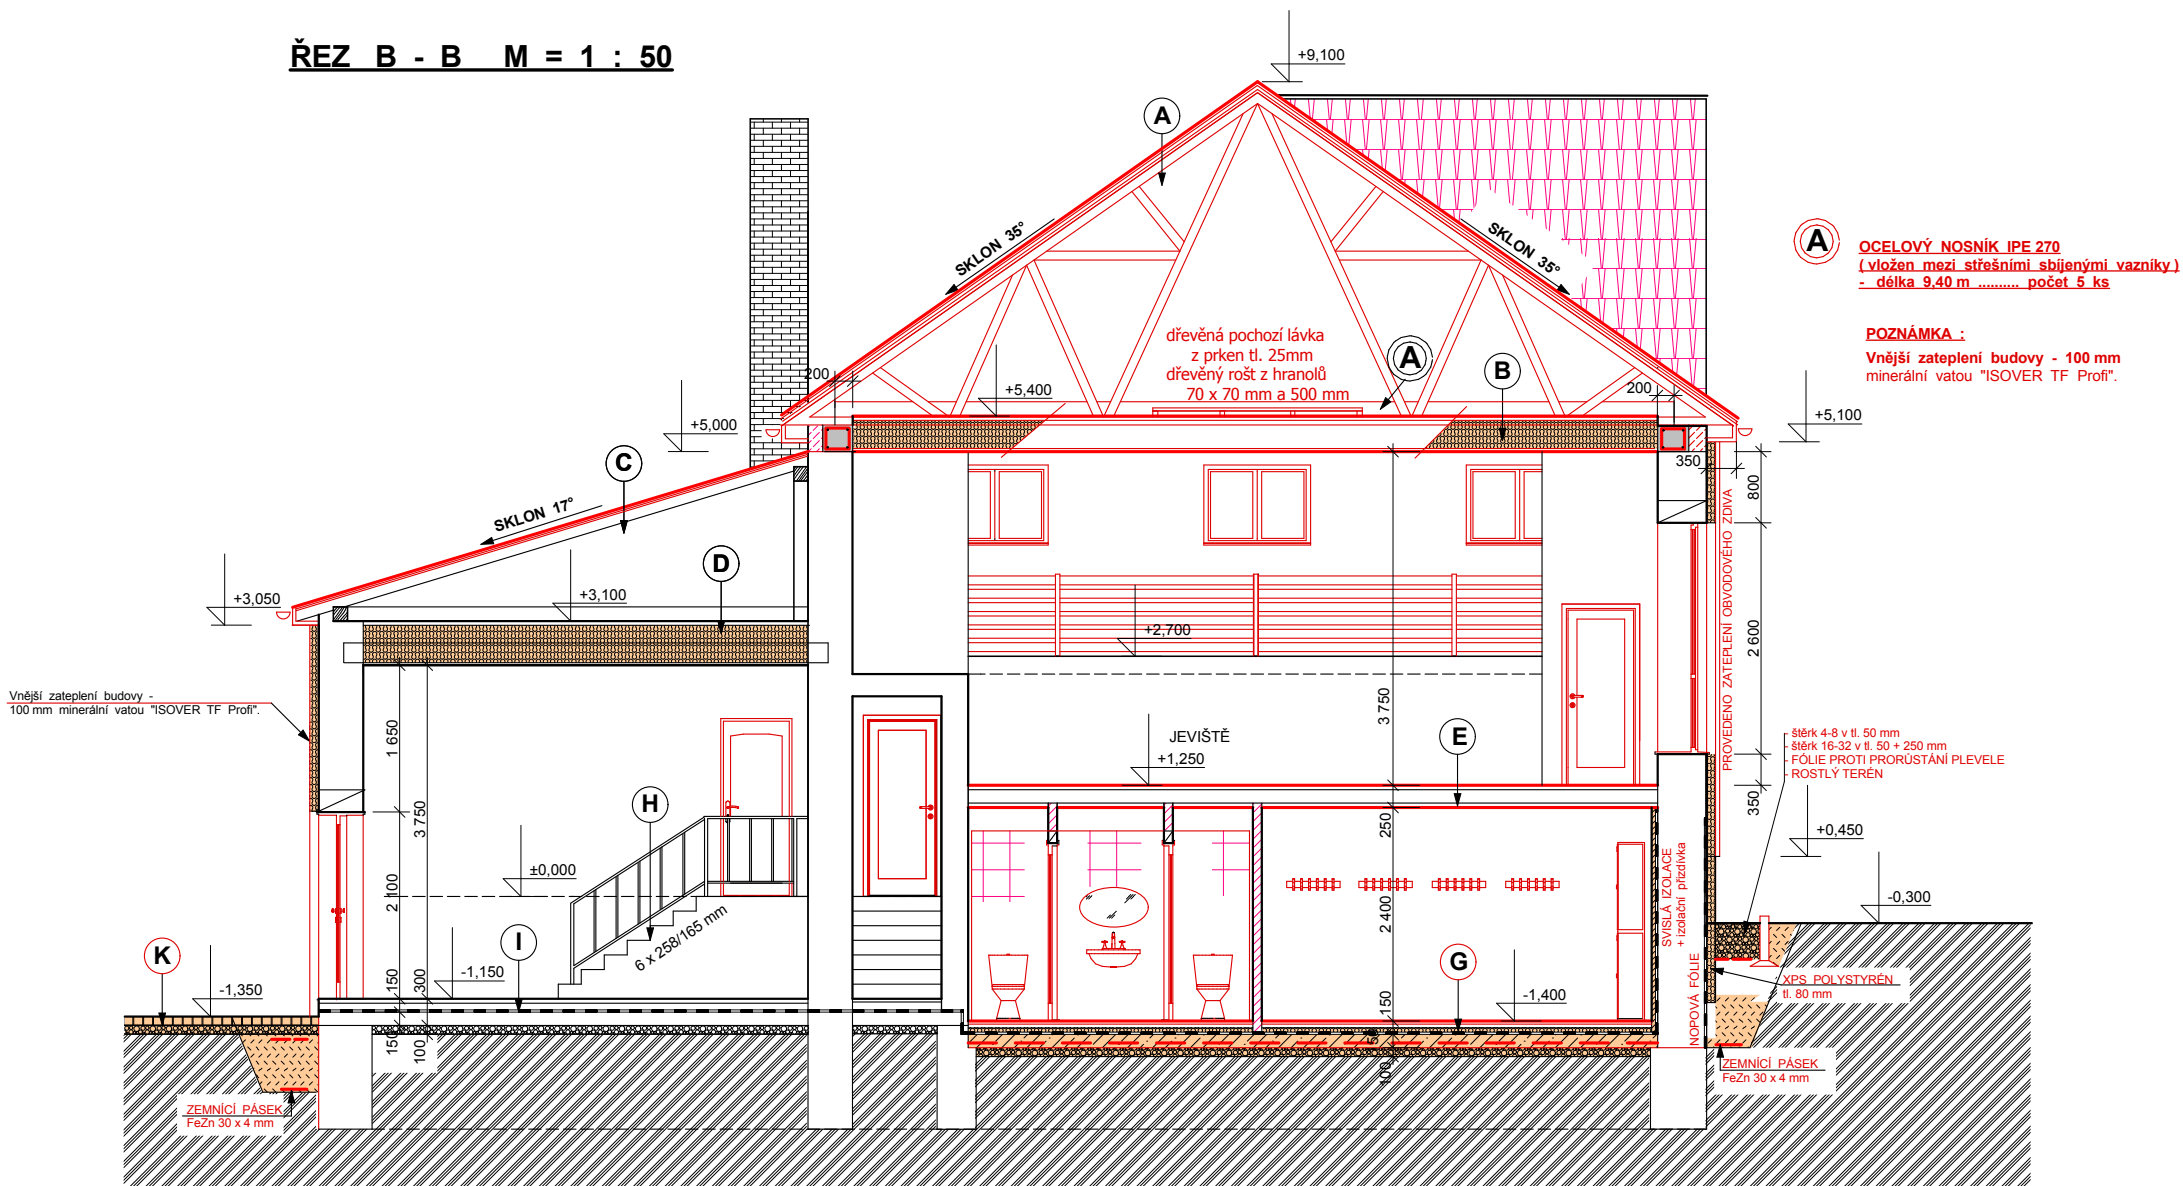 ŘEZ B - B M = 1 : 50
+9,100
A
SKLON 35°
SKLON 35°
A
OCELOVÝ NOSNÍK IPE 270
( vložen mezi střešními sbíjenými vazníky )
- délka 9,40 m .......... počet 5 ks
POZNÁMKA :
Vnější zateplení budovy - 100 mm
minerální vatou "ISOVER TF Profi".
dřevěná pochozí lávka
z prken tl. 25mm
dřevěný rošt z hranolů
70 x 70 mm a 500 mm
A
B
200
200
+5,400
+5,000
+5,100
C
350
800
SKLON 17°
D
+3,050
+3,100
+2,700
2 600
PROVEDENO ZATEPLENÍ OBVODOVÉHO ZDIVA
Vnější zateplení budovy -
100 mm minerální vatou "ISOVER TF Profi".
1 650
3 750
3 750
JEVIŠTĚ
+1,250
E
- štěrk 4-8 v tl. 50 mm
- štěrk 16-32 v tl. 50 + 250 mm
- FÓLIE PROTI PRORŮSTÁNÍ PLEVELE
- ROSTLÝ TERÉN
350
H
250
+0,450
±0,000
2 100
2 400
-0,300
6 x 258/165 mm
SVISLÁ IZOLACE
+ izolační přizdívka
NOPOVÁ FÓLIE
K
I
G
-1,150
-1,350
-1,400
150
300
150
XPS POLYSTYRÉN
tl. 80 mm
150
100
50
100
ZEMNÍCÍ PÁSEK
FeZn 30 x 4 mm
ZEMNÍCÍ PÁSEK
FeZn 30 x 4 mm